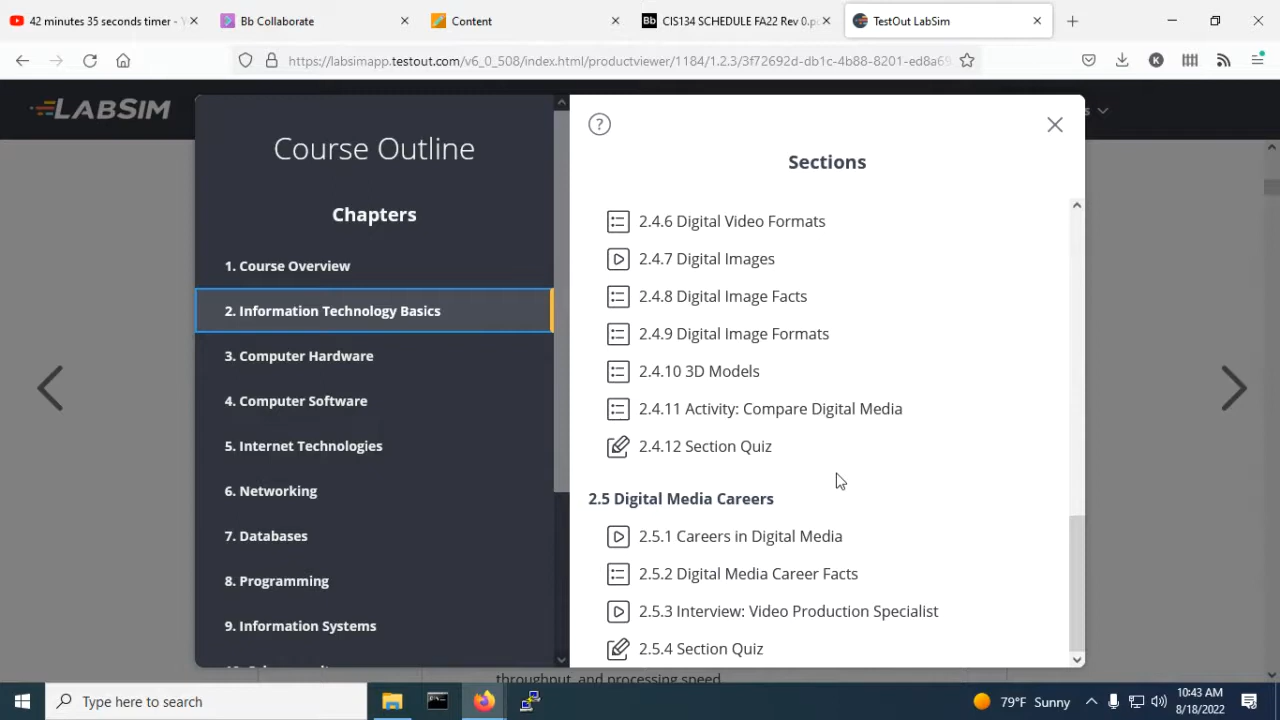 42 minutes 35 seconds timer -
Bb Collaborate
Content
Bb CIS134 SCHEDULE FA22 Rev 0.p
TestOut LabSim
https://labsimapp.testout.com/v6_0_508/index.html/productviewer/1184/1.2.3/3f72692d-db1c-4b88-8201-ed8a69
K
LABSIM
s
Course Outline
Chapters
1. Course Overview
2. Information Technology Basics
3. Computer Hardware
4. Computer Software
5. Internet Technologies
6. Networking
7. Databases
8. Programming
9. Information Systems
?
Sections
2.4.6 Digital Video Formats
2.4.7 Digital Images
2.4.8 Digital Image Facts
2.4.9 Digital Image Formats
2.4.10 3D Models
2.4.11 Activity: Compare Digital Media
2.4.12 Section Quiz
2.5 Digital Media Careers
2.5.1 Careers in Digital Media
2.5.2 Digital Media Career Facts
2.5.3 Interview: Video Production Specialist
2.5.4 Section Quiz
throughput, and processing speed
Type here to search
79°F Sunny
10:43 AM
8/18/2022